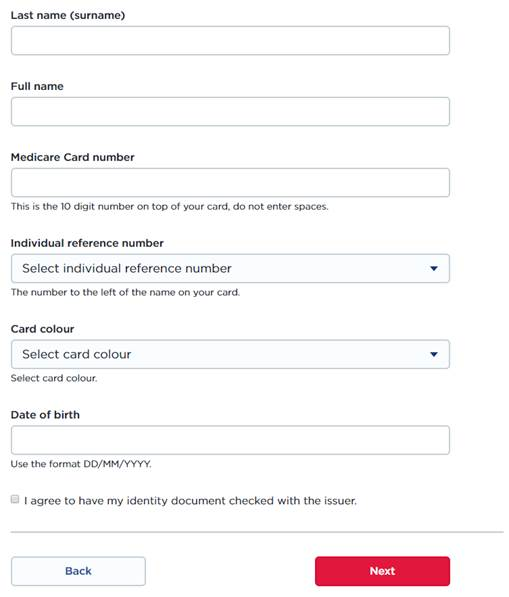 Last name (surname)
Full name
Medicare Card number
This is the 10 digit number on top of your card, do not enter spaces.
Individual reference number
Select individual reference number
The number to the left of the name on your card.
Card colour
Select card colour
Select card colour.
Date of birth
Use the format DD/MM/YYYY.
I agree to have my identity document checked with the issuer.
Back Next